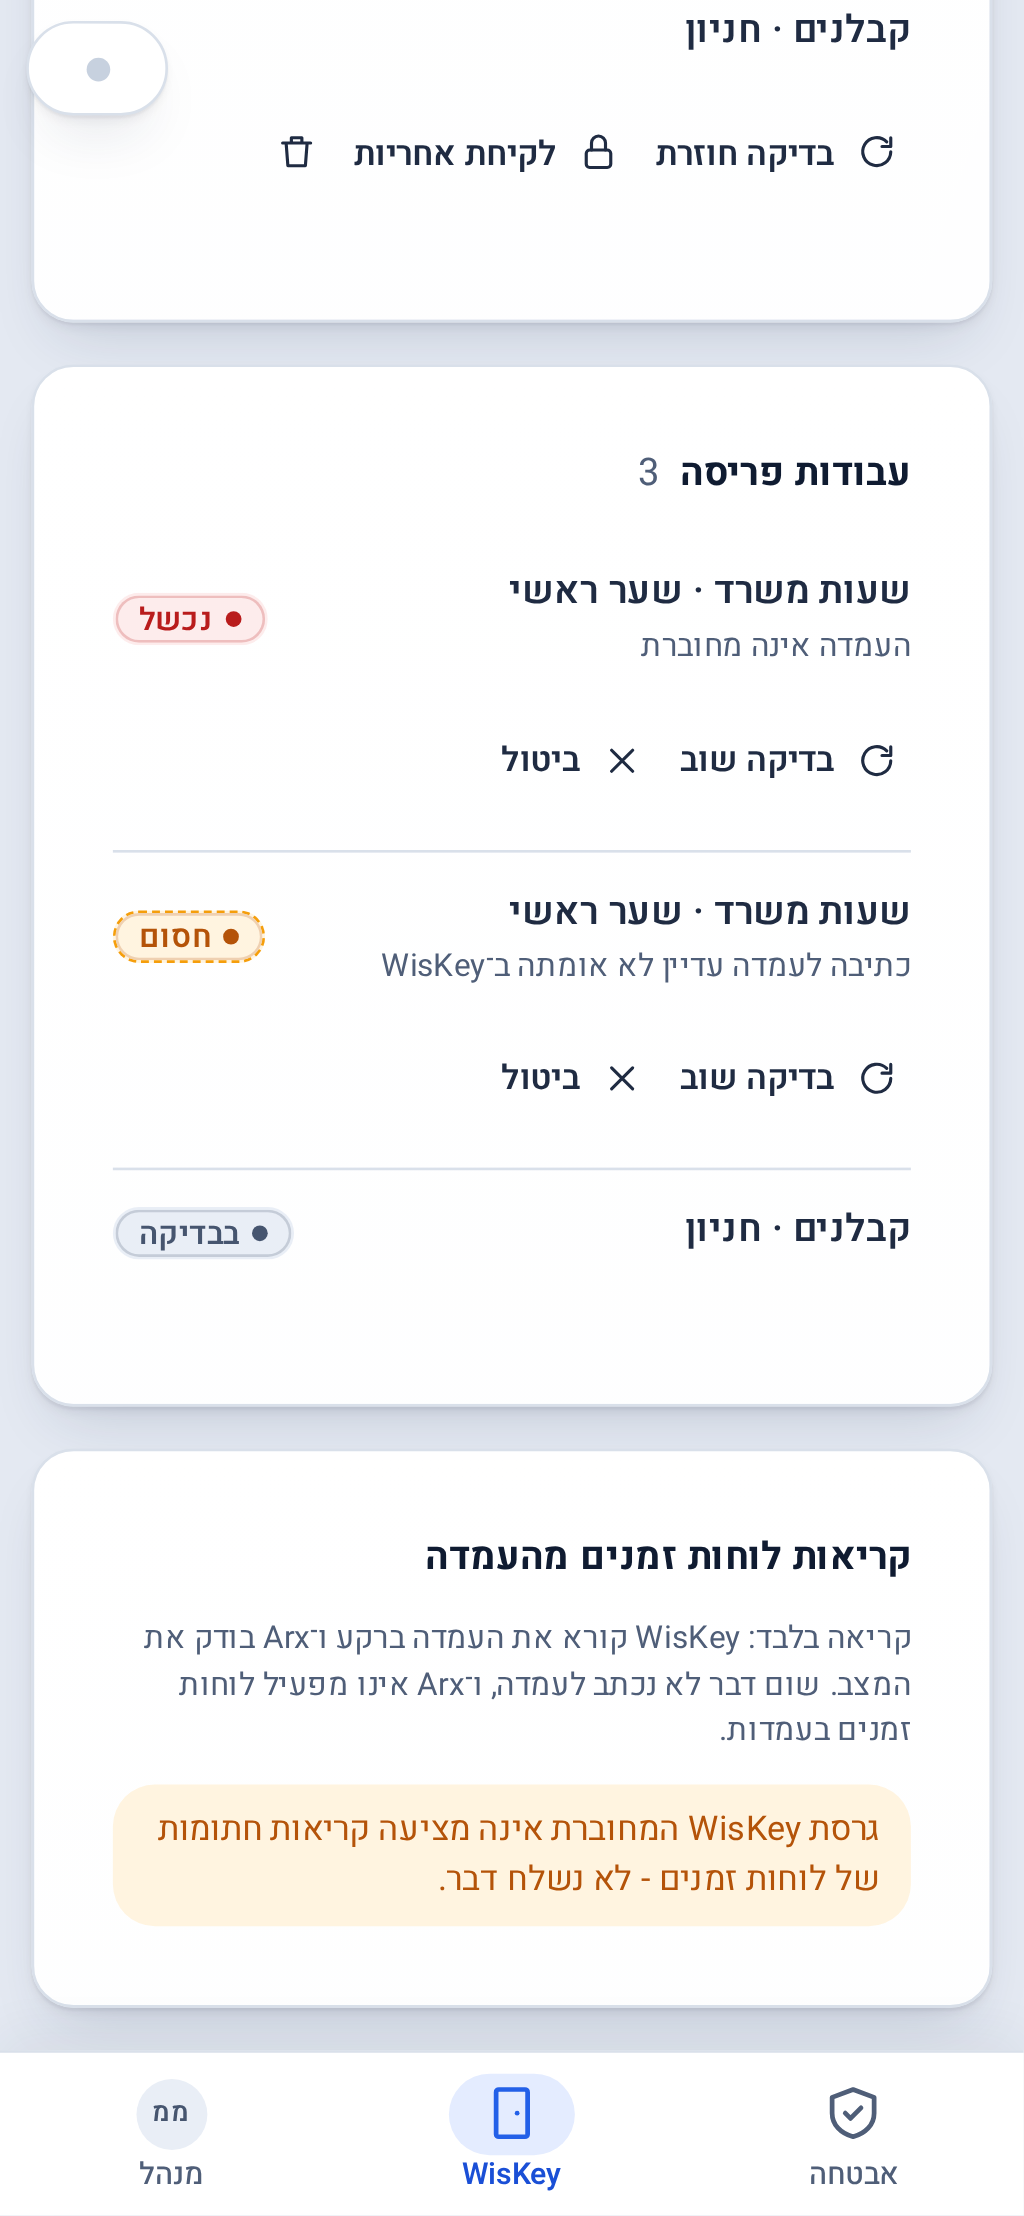 קבלנים · חניון
בדיקה חוזרת לקיחת אחריות
עבודות פריסה 3
שעות משרד · שער ראשי
נכשל
העמדה אינה מחוברת
בדיקה שוב ביטול
שעות משרד · שער ראשי
חסום
כתיבה לעמדה עדיין לא אומתה ב־WisKey
בדיקה שוב ביטול
קבלנים · חניון
בבדיקה
קריאות לוחות זמנים מהעמדה
קריאה בלבד: WisKey קורא את העמדה ברקע ו־Arx בודק את
המצב. שום דבר לא נכתב לעמדה, ו־Arx אינו מפעיל לוחות
זמנים בעמדות.
גרסת WisKey המחוברת אינה מציעה קריאות חתומות
של לוחות זמנים - לא נשלח דבר.
אבטחה
WisKey
ממ
מנהל